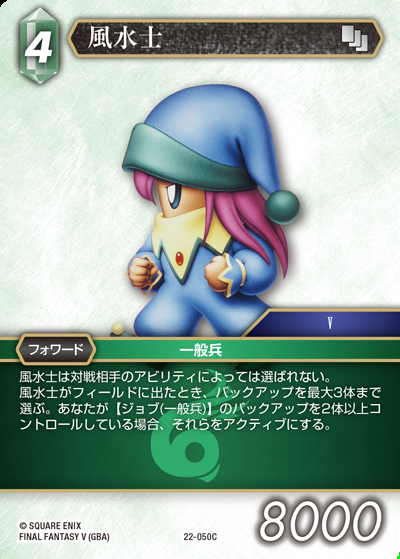 4
風水士
V
フォワード
一般兵
風水士は対戦相手のアビリティによっては選ばれない。
風水士がフィールドに出たとき、バックアップを最大3体まで
選ぶ。あなたが【ジョブ(一般兵)】のバックアップを2体以上コ
ントロールしている場合、それらをアクティブにする。
6
© SQUARE ENIX
FINAL FANTASY V (GBA)
22-050C
8000